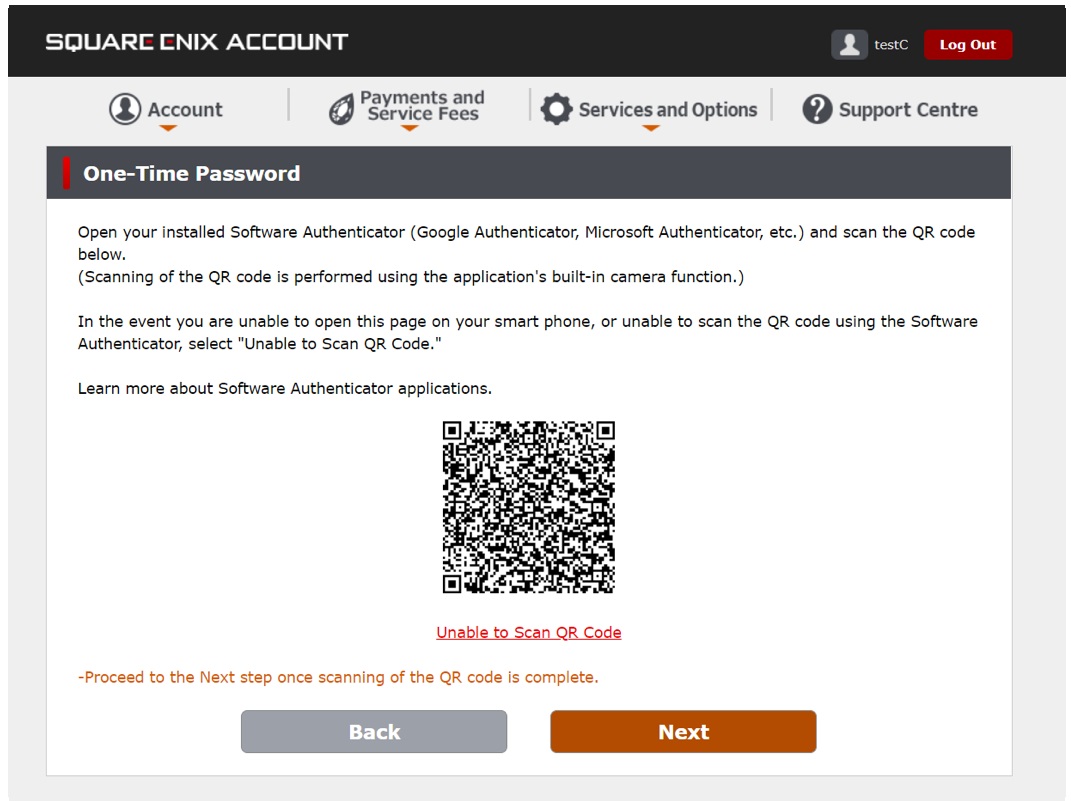 SQUARE ENIX ACCOUNT
testC
Log Out
Account
Payments and
Service Fees
Services and Options
Support Centre
One-Time Password
Open your installed Software Authenticator (Google Authenticator, Microsoft Authenticator, etc.) and scan the QR code
below.
(Scanning of the QR code is performed using the application's built-in camera function.)
In the event you are unable to open this page on your smart phone, or unable to scan the QR code using the Software
Authenticator, select "Unable to Scan QR Code."
Learn more about Software Authenticator applications.
Unable to Scan QR Code
-Proceed to the Next step once scanning of the QR code is complete.
Back
Next